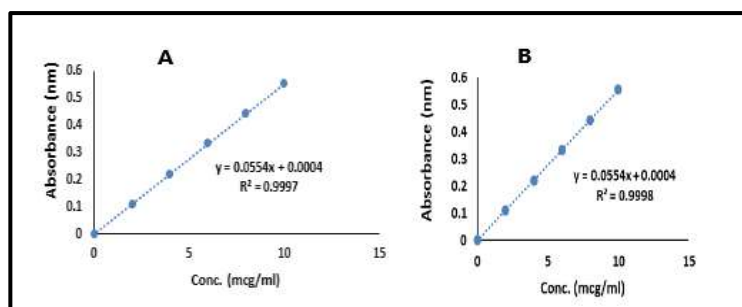 A
Absorbance (nm)
0.6
0.5
0.4
0.3
0.2
0.1
0
y = 0.0554x + 0.0004
R² = 0.9997
0 5 10 15
Conc. (mcg/ml)
B
Absorbance (nm)
0.6
0.5
0.4
0.3
0.2
0.1
0
y = 0.0554x + 0.0004
R² = 0.9998
0 5 10 15
Conc. (mcg/ml)